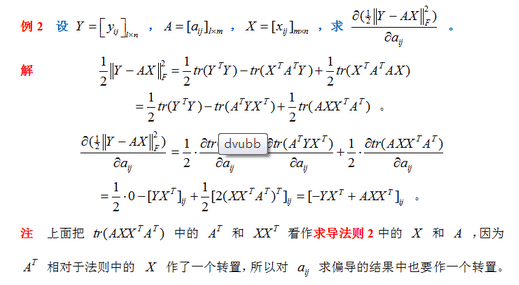 例 2 设 Y = [y_{ij}]_{l×n} , A = [a_{ij}]_{l×m} , X = [x_{ij}]_{m×n} , 求 ∂(½‖Y − AX‖²_F)/∂a_{ij} 。
解 ½‖Y − AX‖²_F = ½tr(Y^T Y) − tr(X^T A^T Y) + ½tr(X^T A^T AX)
= ½tr(Y^T Y) − tr(A^T YX^T) + ½tr(AXX^T A^T) 。
∂(½‖Y − AX‖²_F)/∂a_{ij} = ½ · ∂tr dvubb ∂tr(A^T YX^T)/∂a_{ij} + ½ · ∂tr(AXX^T A^T)/∂a_{ij}
= ½ · 0 − [YX^T]_{ij} + ½[2(XX^T A^T)^T]_{ij} = [−YX^T + AXX^T]_{ij} 。
注 上面把 tr(AXX^T A^T) 中的 A^T 和 XX^T 看作求导法则2中的 X 和 A ,因为
A^T 相对于法则中的 X 作了一个转置，所以对 a_{ij} 求偏导的结果中也要作一个转置。